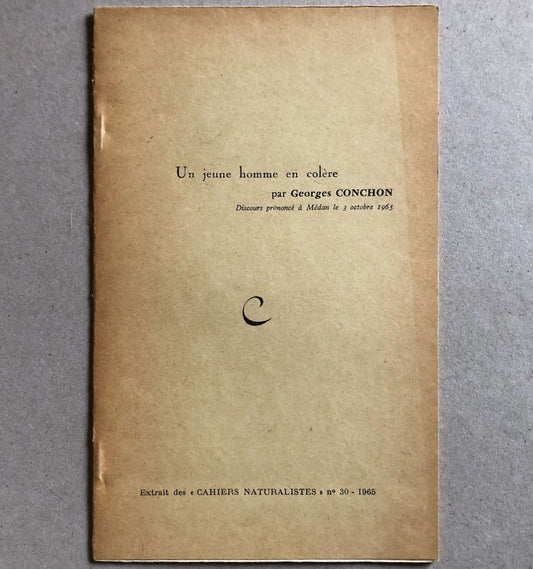 Un jeune homme en colère
par Georges CONCHON
Discours prononcé à Médan le 3 octobre 1965
C
Extrait des « CAHIERS NATURALISTES » nº 30 - 1965